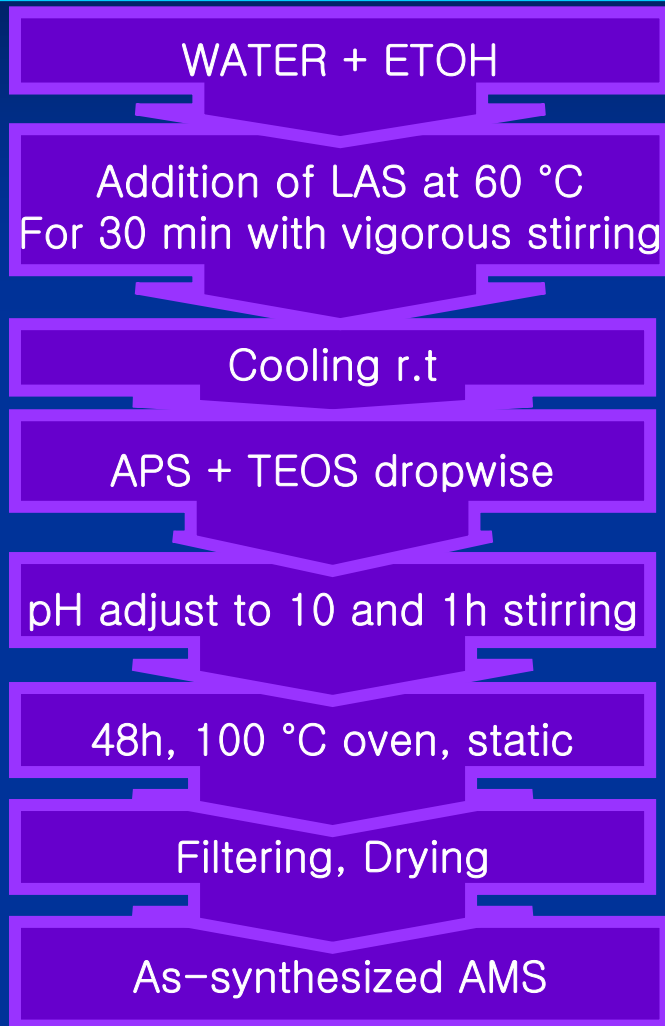 WATER + ETOH
Addition of LAS at 60 °C
For 30 min with vigorous stirring
Cooling r.t
APS + TEOS dropwise
pH adjust to 10 and 1h stirring
48h, 100 °C oven, static
Filtering, Drying
As-synthesized AMS